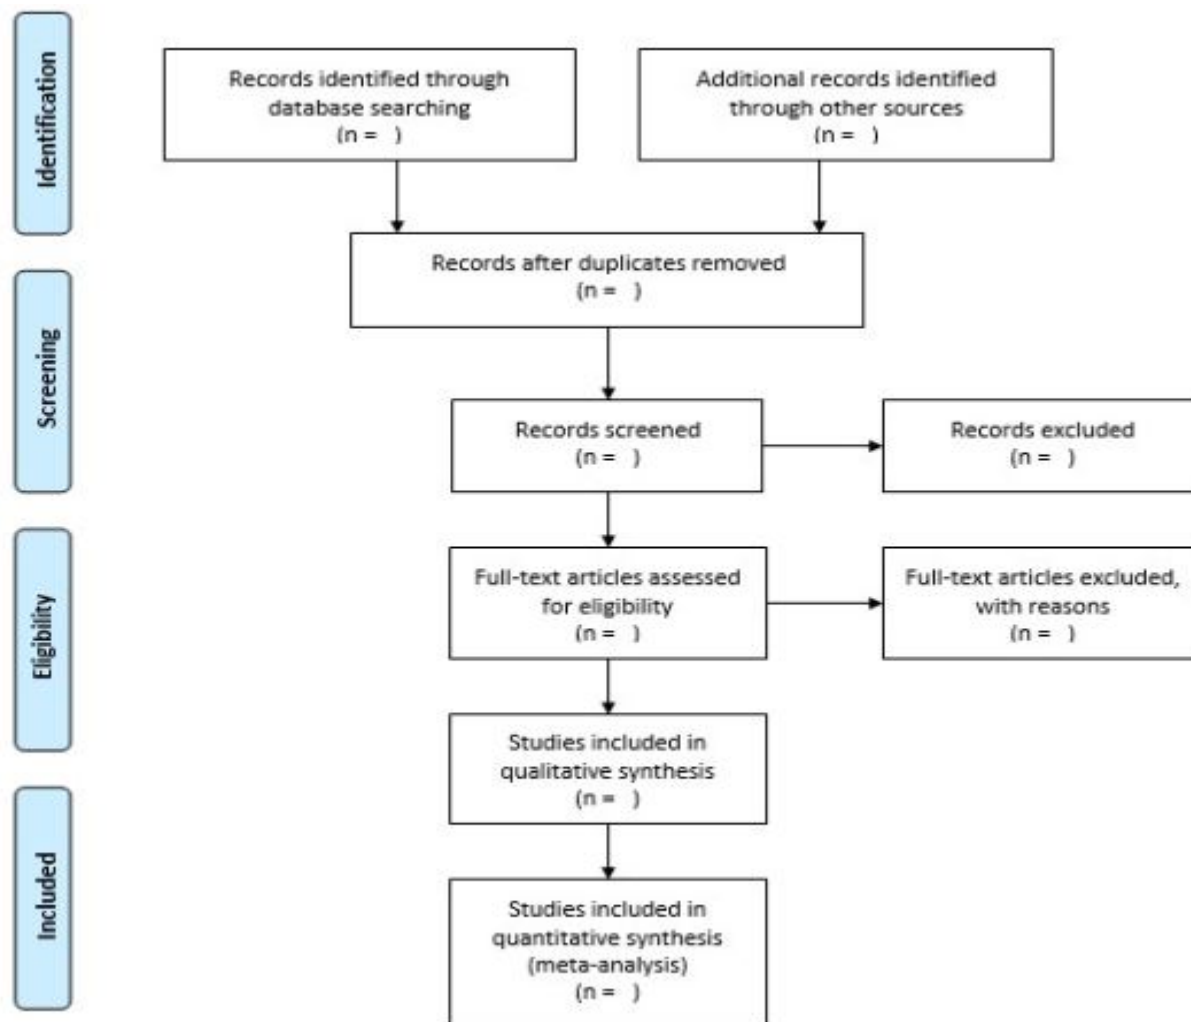 Identification
Records identified through
database searching
(n =   )
Additional records identified
through other sources
(n =   )
Records after duplicates removed
(n =   )
Screening
Records screened
(n =   )
Records excluded
(n =   )
Eligibility
Full-text articles assessed
for eligibility
(n =   )
Full-text articles excluded,
with reasons
(n =   )
Studies included in
qualitative synthesis
(n =   )
Included
Studies included in
quantitative synthesis
(meta-analysis)
(n =   )